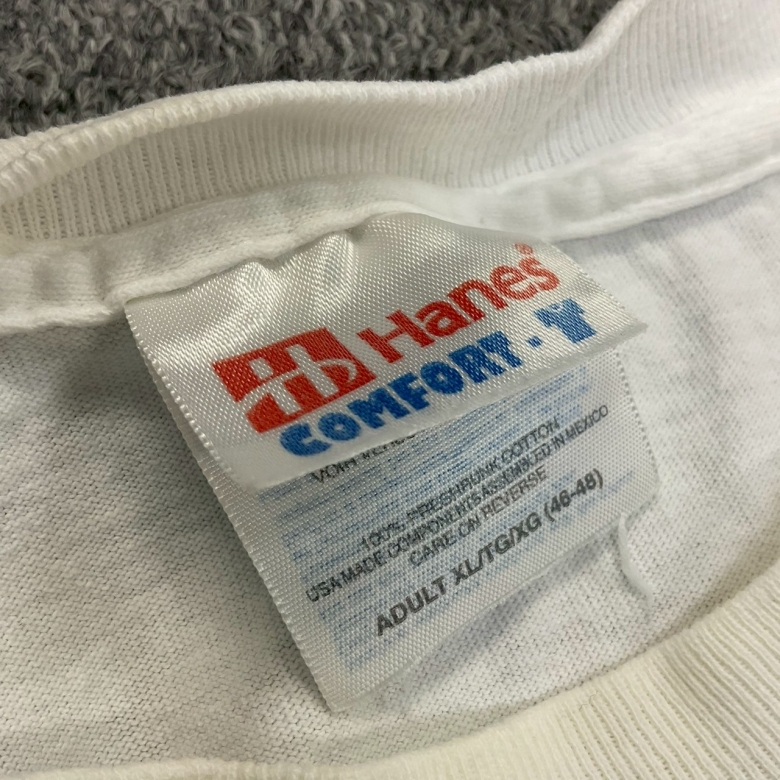 Hanes®
COMFORT-T
100% PRESHRUNK COTTON
USA MADE COMPONENTS ASSEMBLED IN MEXICO
CARE ON REVERSE
ADULT XL/TG/XG (46-48)